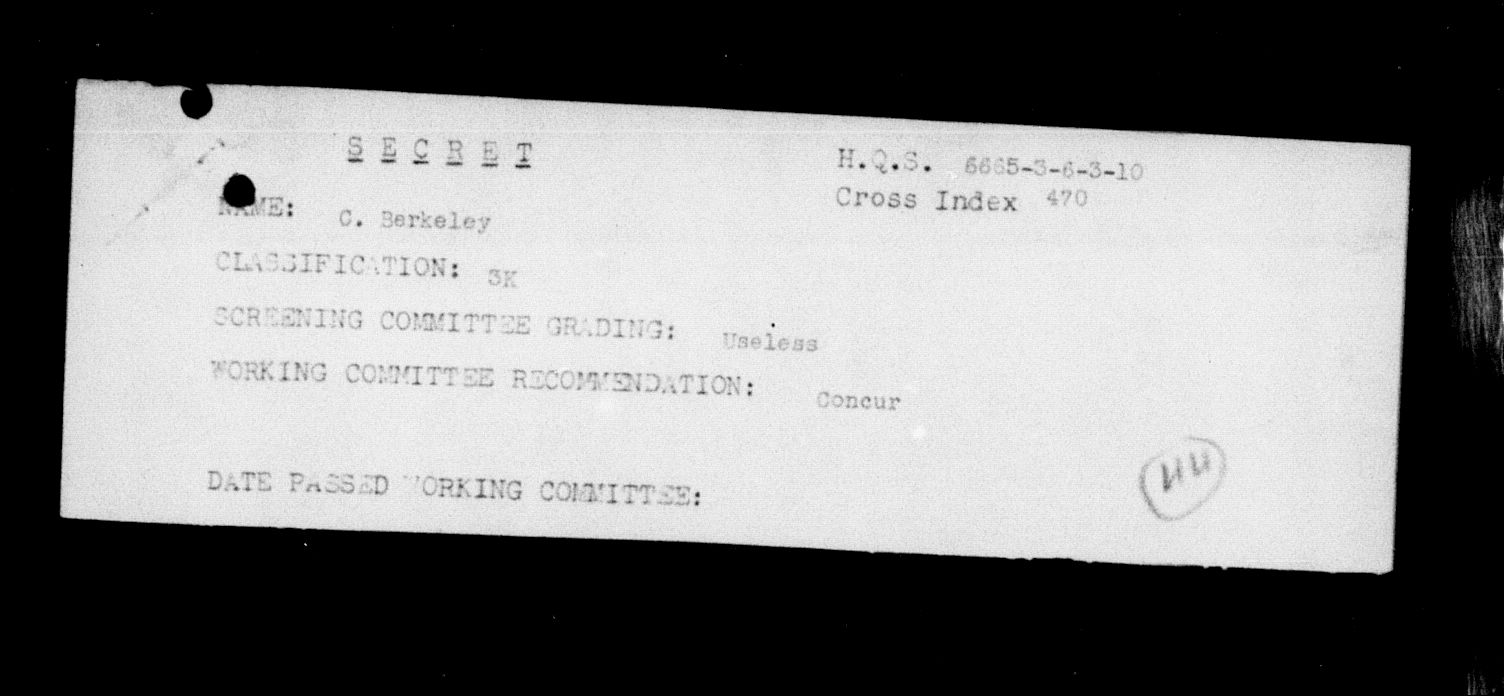 S E C R E T
H.Q.S. 6665-3-6-3-10
Cross Index 470
NAME: C. Berkeley
CLASSIFICATION: 3K
SCREENING COMMITTEE GRADING: Useless
WORKING COMMITTEE RECOMMENDATION: Concur
DATE PASSED WORKING COMMITTEE: